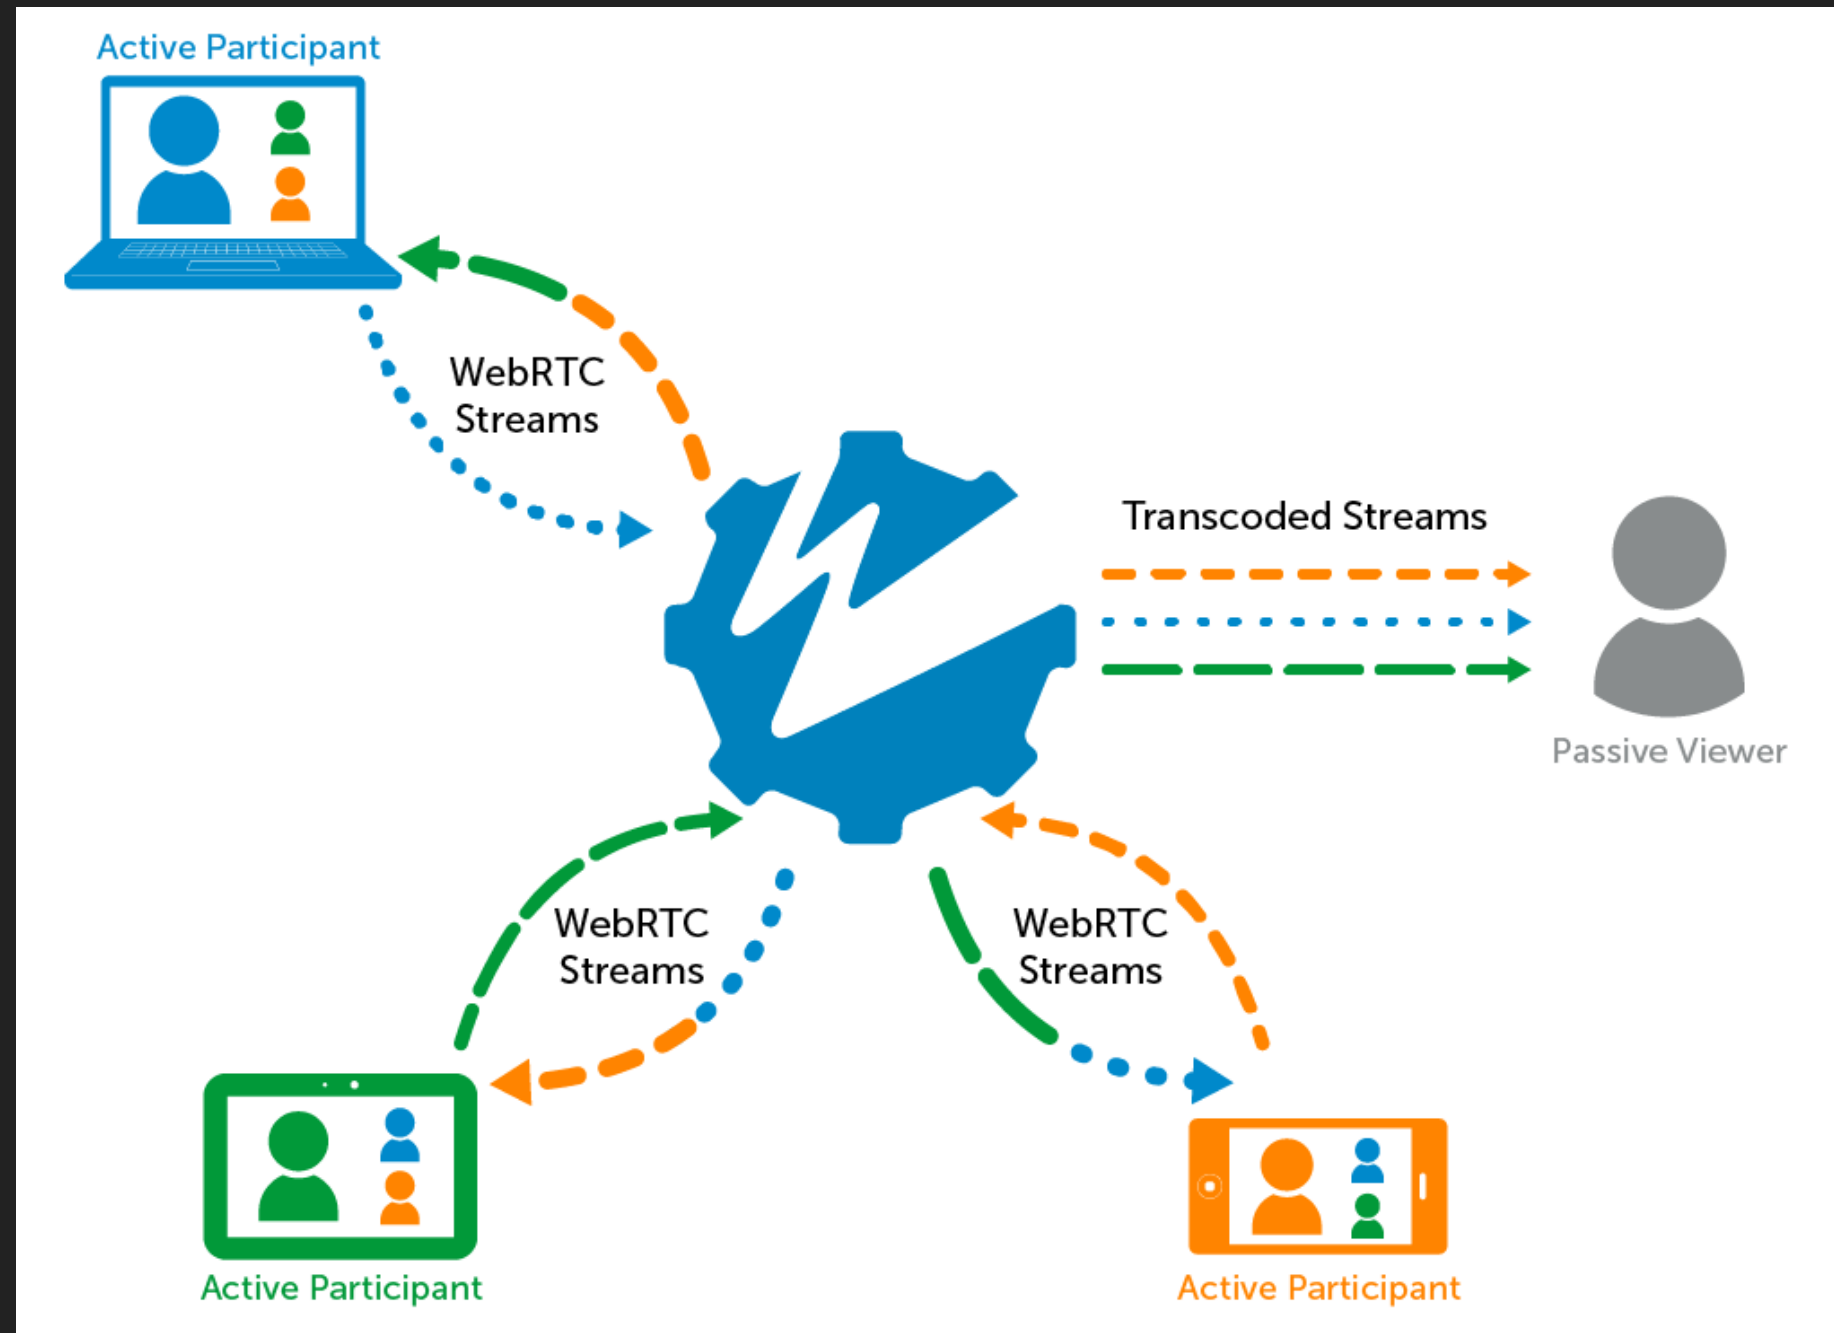 Active Participant
WebRTC
Streams
Transcoded Streams
Passive Viewer
WebRTC
Streams
WebRTC
Streams
Active Participant
Active Participant